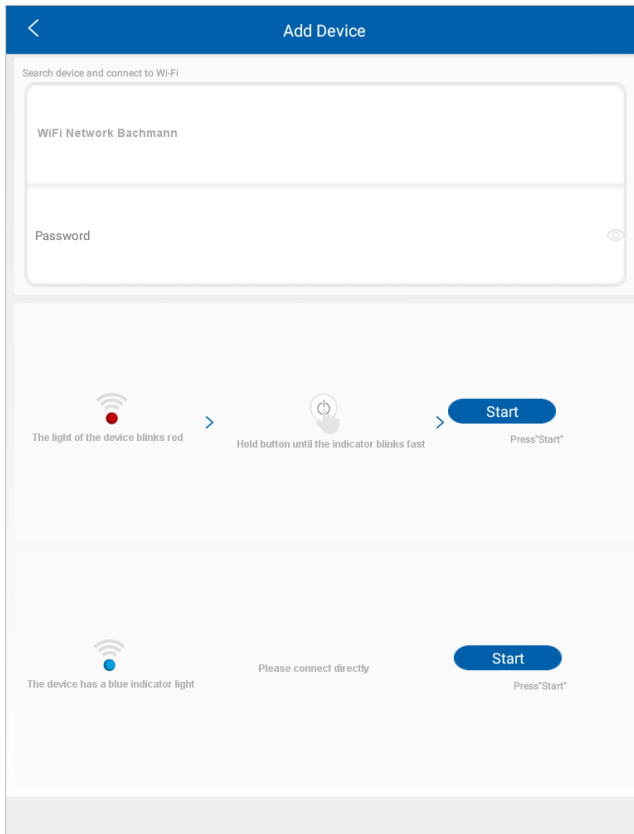 Add Device
Search device and connect to Wi-Fi
WiFi Network Bachmann
Password
The light of the device blinks red
Hold button until the indicator blinks fast
Start
Press"Start"
The device has a blue indicator light
Please connect directly
Start
Press"Start"